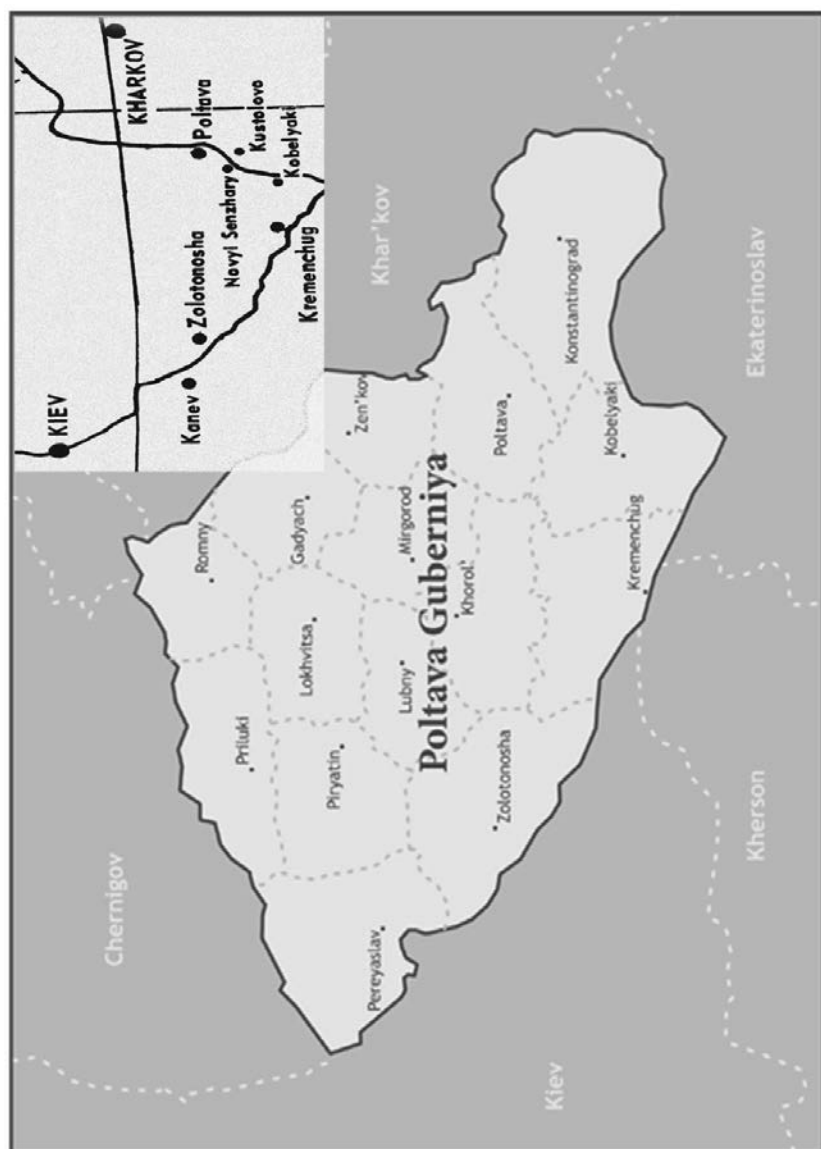 KIEV
KHARKOV
Kanev
Zolotonosha
Poltava
Novyi Senzhary
Kustolovo
Kobelyaki
Kremenchug
Chernigov
Romny
Priluki
Gadyach
Lokhvitsa
Piryatin
Zen'kov
Pereyaslav
Khar'kov
Lubny
Mirgorod
Poltava Guberniya
Khorol'
Zolotonosha
Poltava
Kiev
Konstantinograd
Kobelyaki
Kremenchug
Kherson
Ekaterinoslav